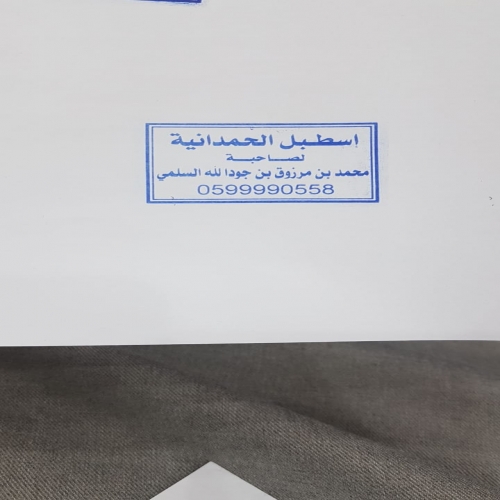 اسطبل الحمدانية
لصاحبة
محمد بن مرزوق بن جودالله السلمي
0599990558